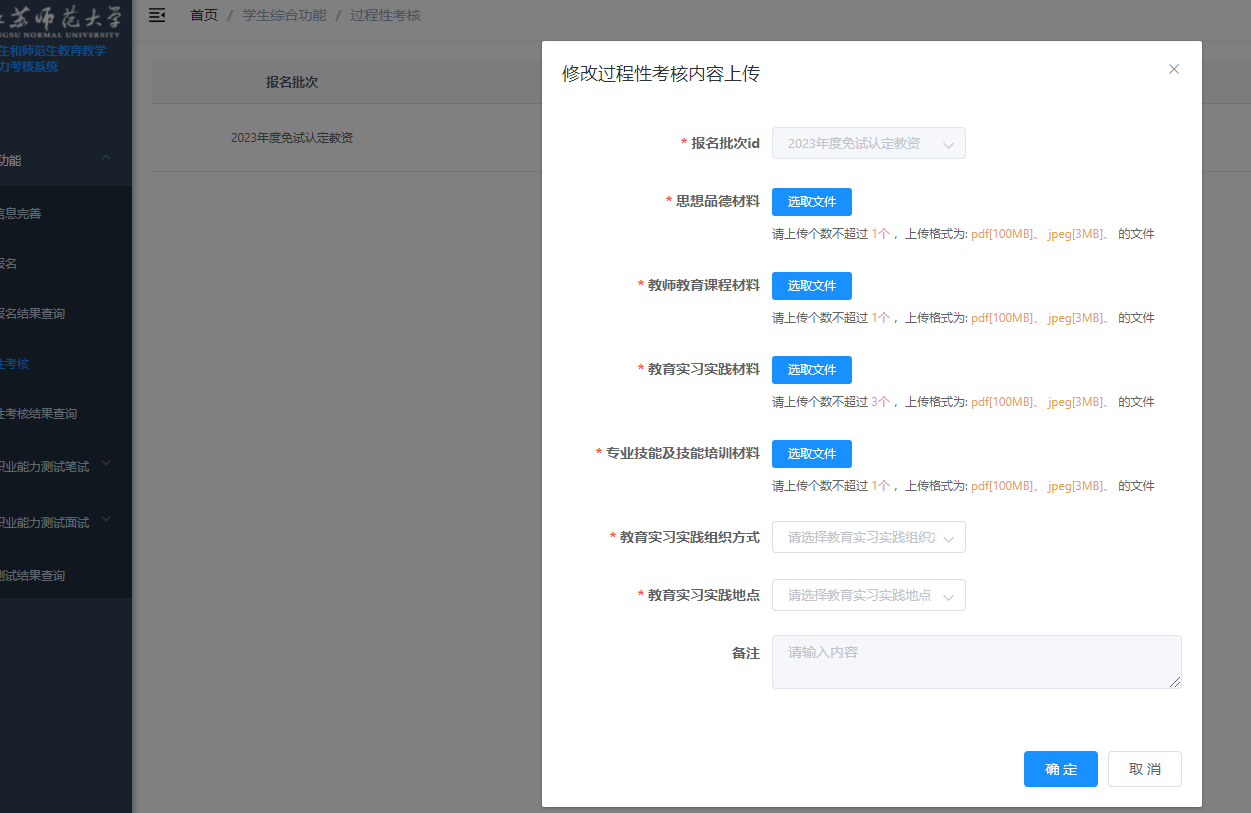 苏师范大学
NGSU NORMAL UNIVERSITY
生和师范生教育教学
力考核系统
首页 / 学生综合功能 / 过程性考核
功能
信息完善
报名
报名结果查询
性考核
性考核结果查询
职业能力测试笔试
职业能力测试面试
测试结果查询
报名批次
2023年度免试认定教资
修改过程性考核内容上传
* 报名批次id 2023年度免试认定教资
* 思想品德材料 选取文件
请上传个数不超过 1个 ，上传格式为: pdf[100MB]、 jpeg[3MB]、 的文件
* 教师教育课程材料 选取文件
请上传个数不超过 1个 ，上传格式为: pdf[100MB]、 jpeg[3MB]、 的文件
* 教育实习实践材料 选取文件
请上传个数不超过 3个 ，上传格式为: pdf[100MB]、 jpeg[3MB]、 的文件
* 专业技能及技能培训材料 选取文件
请上传个数不超过 1个 ，上传格式为: pdf[100MB]、 jpeg[3MB]、 的文件
* 教育实习实践组织方式 请选择教育实习实践组织
* 教育实习实践地点 请选择教育实习实践地点
备注 请输入内容
确 定 取 消